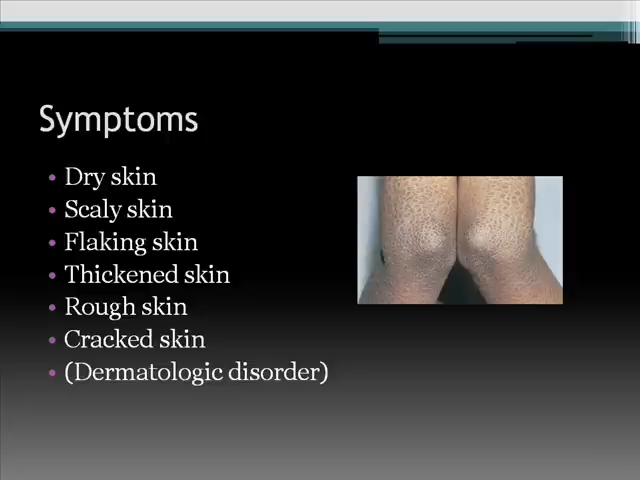 Symptoms
• Dry skin
• Scaly skin
• Flaking skin
• Thickened skin
• Rough skin
• Cracked skin
• (Dermatologic disorder)